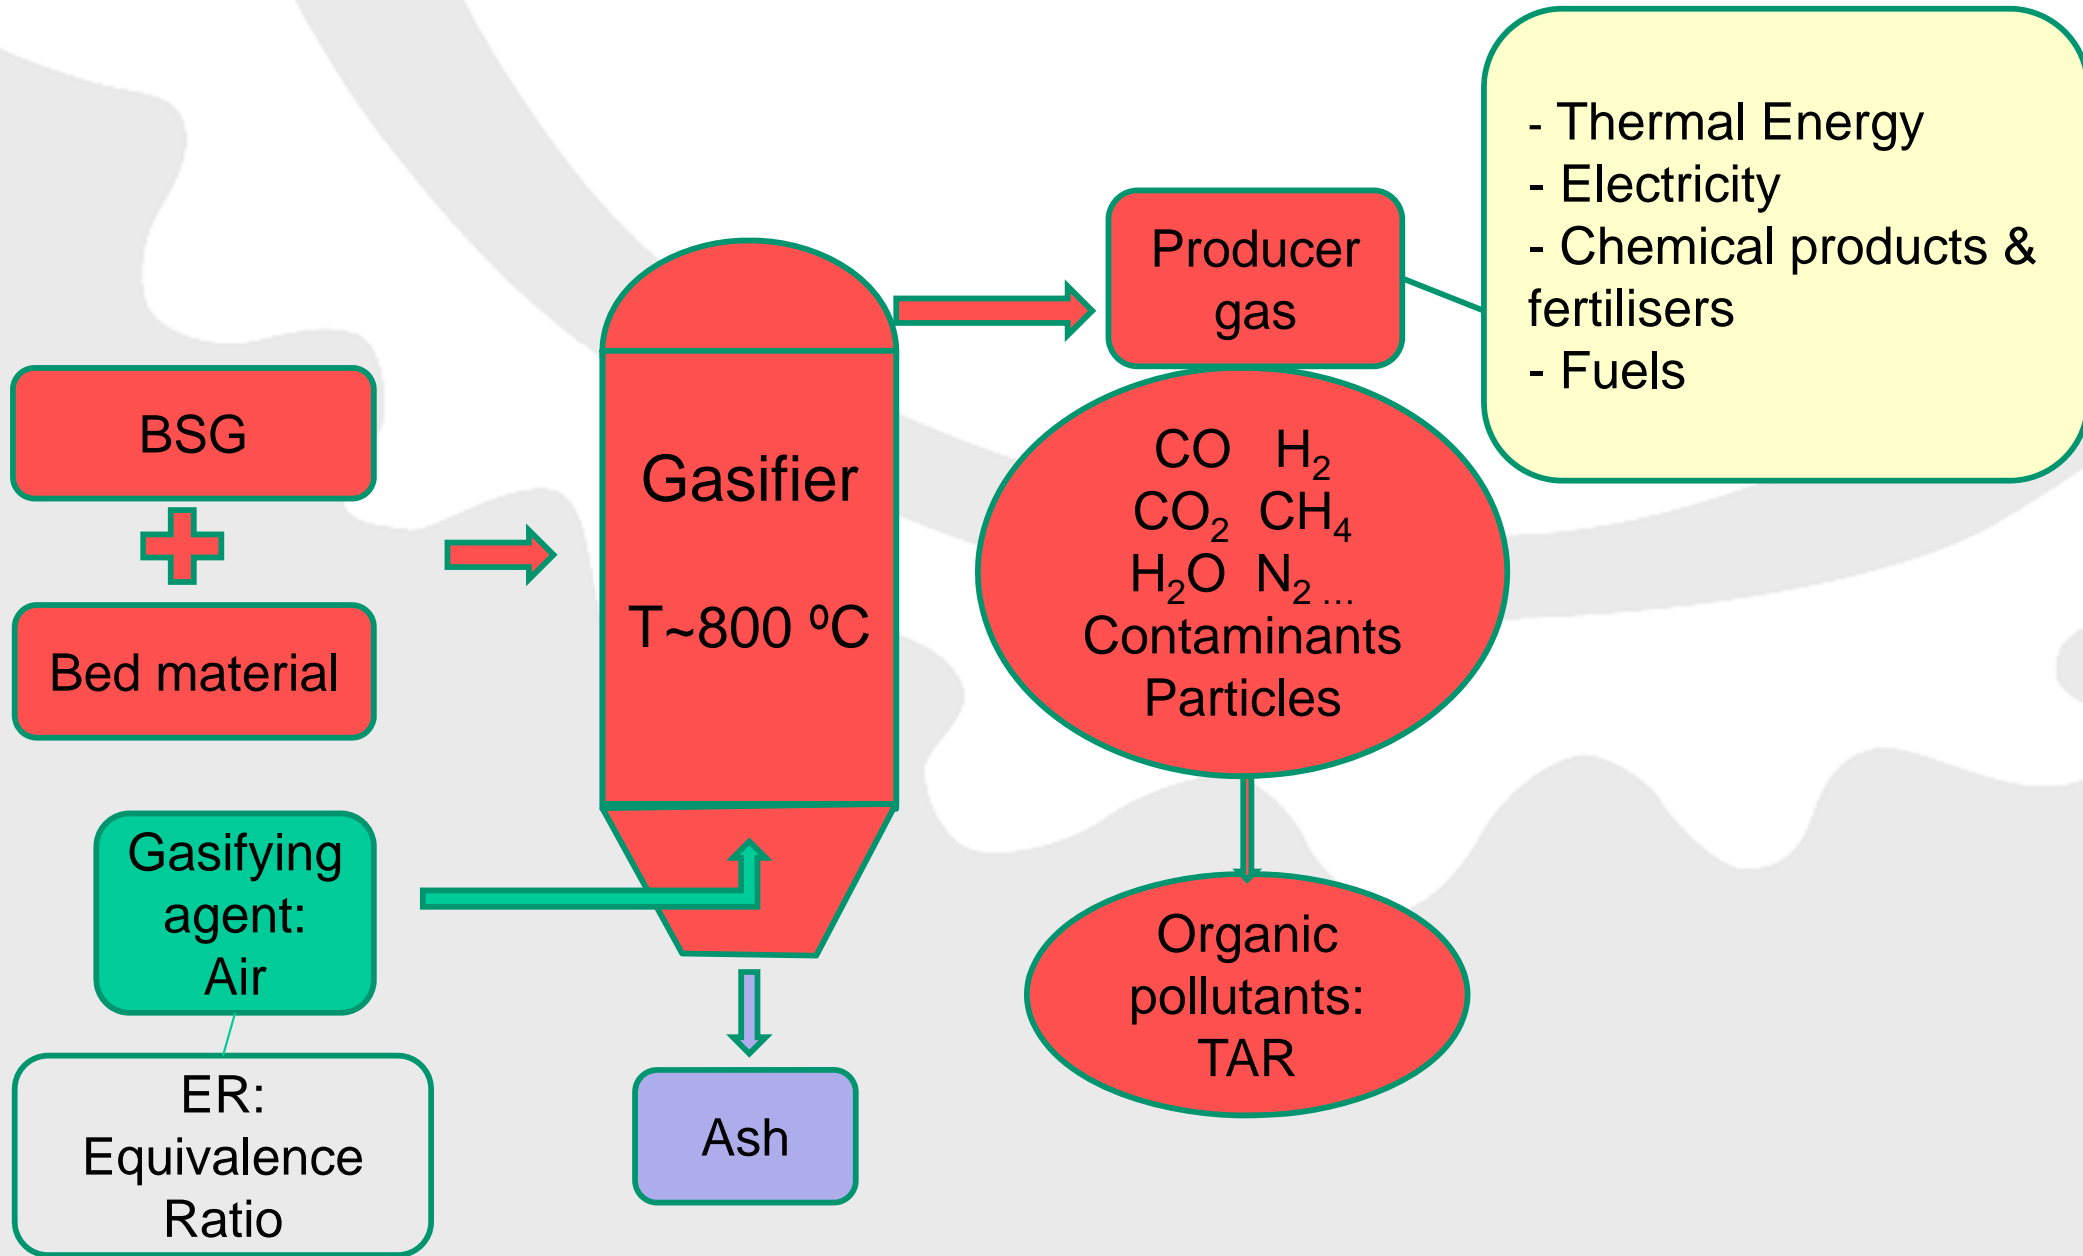 BSG
Bed material
Gasifying
agent:
Air
ER:
Equivalence
Ratio
Gasifier
T~800 ºC
Ash
Producer
gas
CO H₂
CO₂ CH₄
H₂O N₂ ...
Contaminants
Particles
Organic
pollutants:
TAR
- Thermal Energy
- Electricity
- Chemical products &
fertilisers
- Fuels